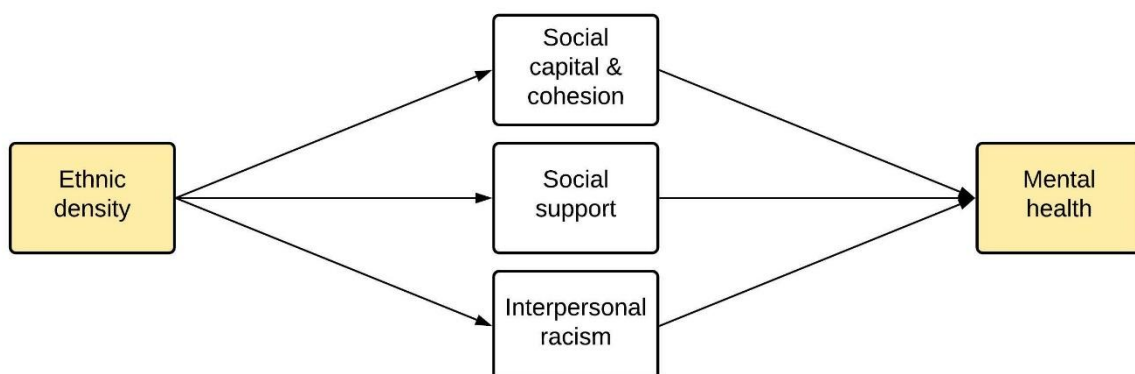 Social
capital &
cohesion
Ethnic
density
Social
support
Mental
health
Interpersonal
racism